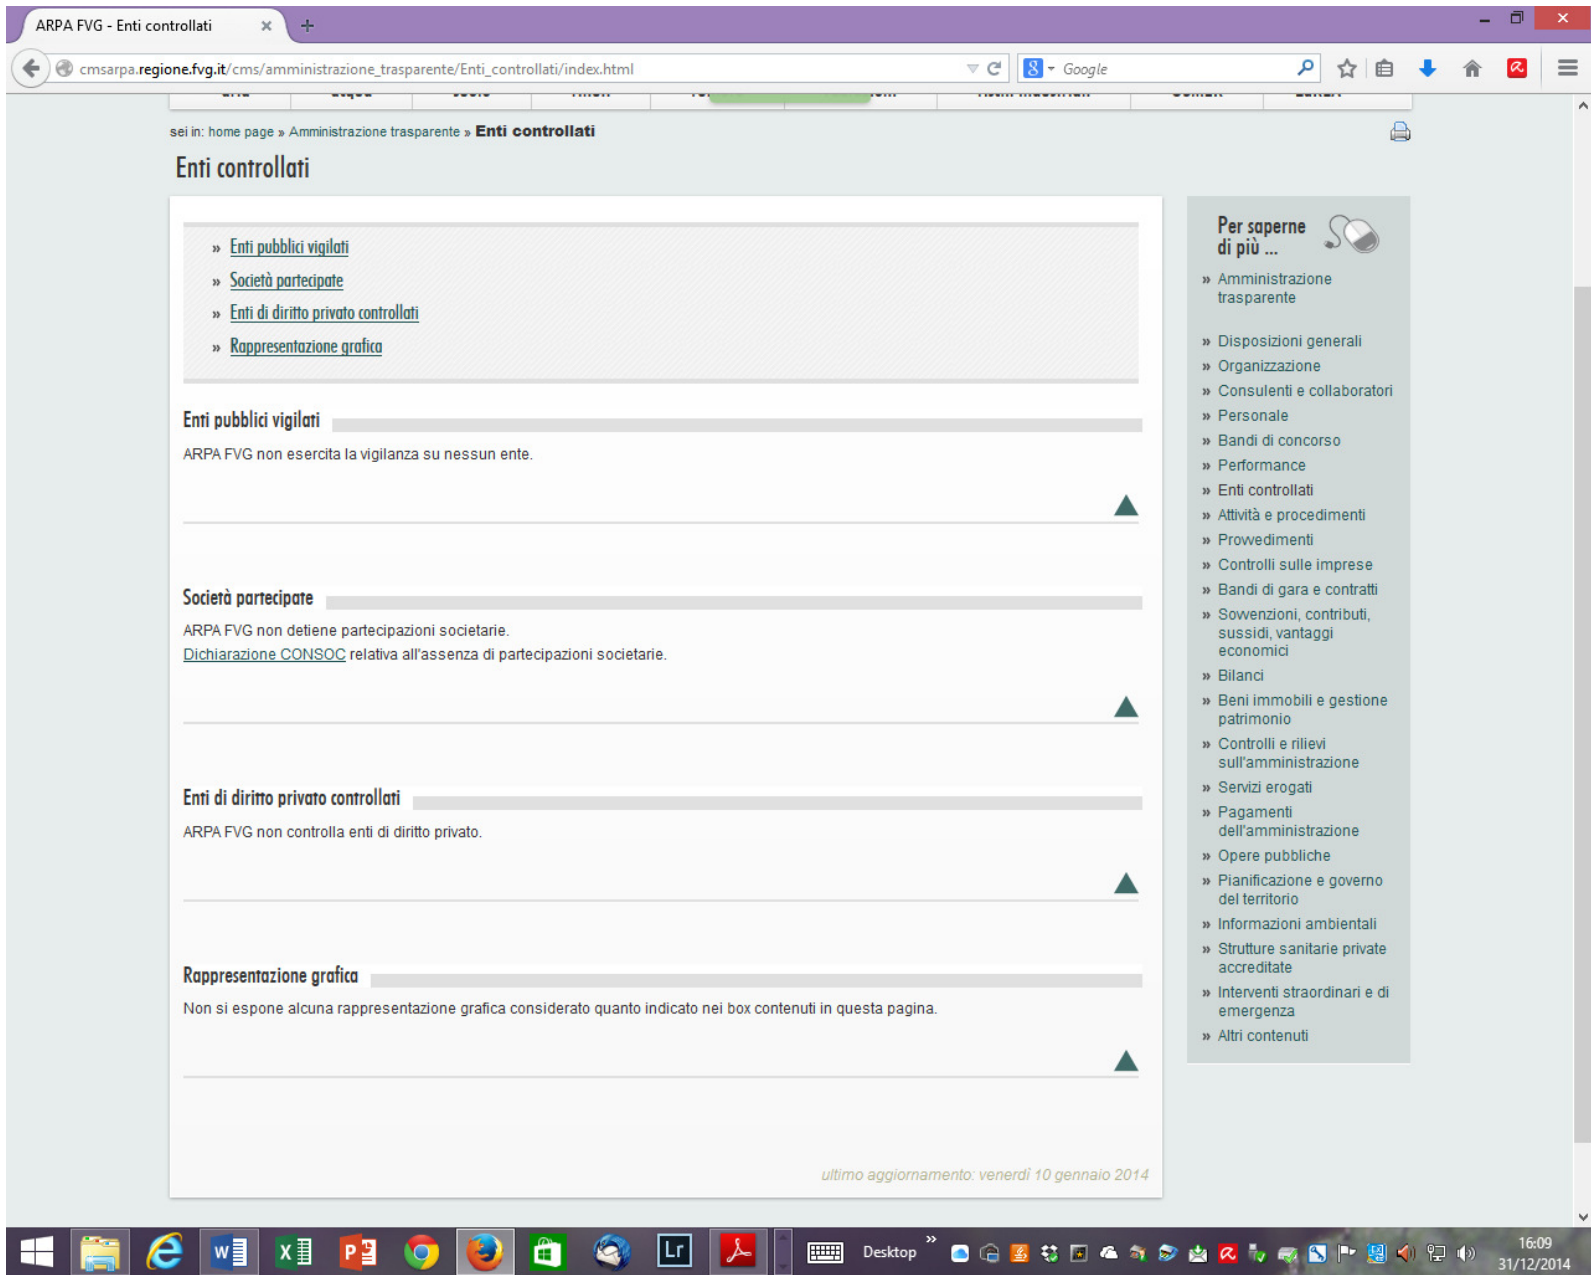 ARPA FVG - Enti controllati
cmsarpa.regione.fvg.it/cms/amministrazione_trasparente/Enti_controllati/index.html
Google
sei in: home page » Amministrazione trasparente » Enti controllati
Enti controllati
» Enti pubblici vigilati
» Società partecipate
» Enti di diritto privato controllati
» Rappresentazione grafica
Enti pubblici vigilati
ARPA FVG non esercita la vigilanza su nessun ente.
Società partecipate
ARPA FVG non detiene partecipazioni societarie.
Dichiarazione CONSOC relativa all'assenza di partecipazioni societarie.
Enti di diritto privato controllati
ARPA FVG non controlla enti di diritto privato.
Rappresentazione grafica
Non si espone alcuna rappresentazione grafica considerato quanto indicato nei box contenuti in questa pagina.
ultimo aggiornamento: venerdì 10 gennaio 2014
Per saperne
di più ...
» Amministrazione
trasparente
» Disposizioni generali
» Organizzazione
» Consulenti e collaboratori
» Personale
» Bandi di concorso
» Performance
» Enti controllati
» Attività e procedimenti
» Provvedimenti
» Controlli sulle imprese
» Bandi di gara e contratti
» Sovvenzioni, contributi,
sussidi, vantaggi
economici
» Bilanci
» Beni immobili e gestione
patrimonio
» Controlli e rilievi
sull'amministrazione
» Servizi erogati
» Pagamenti
dell'amministrazione
» Opere pubbliche
» Pianificazione e governo
del territorio
» Informazioni ambientali
» Strutture sanitarie private
accreditate
» Interventi straordinari e di
emergenza
» Altri contenuti
Lr
Desktop
16:09
31/12/2014